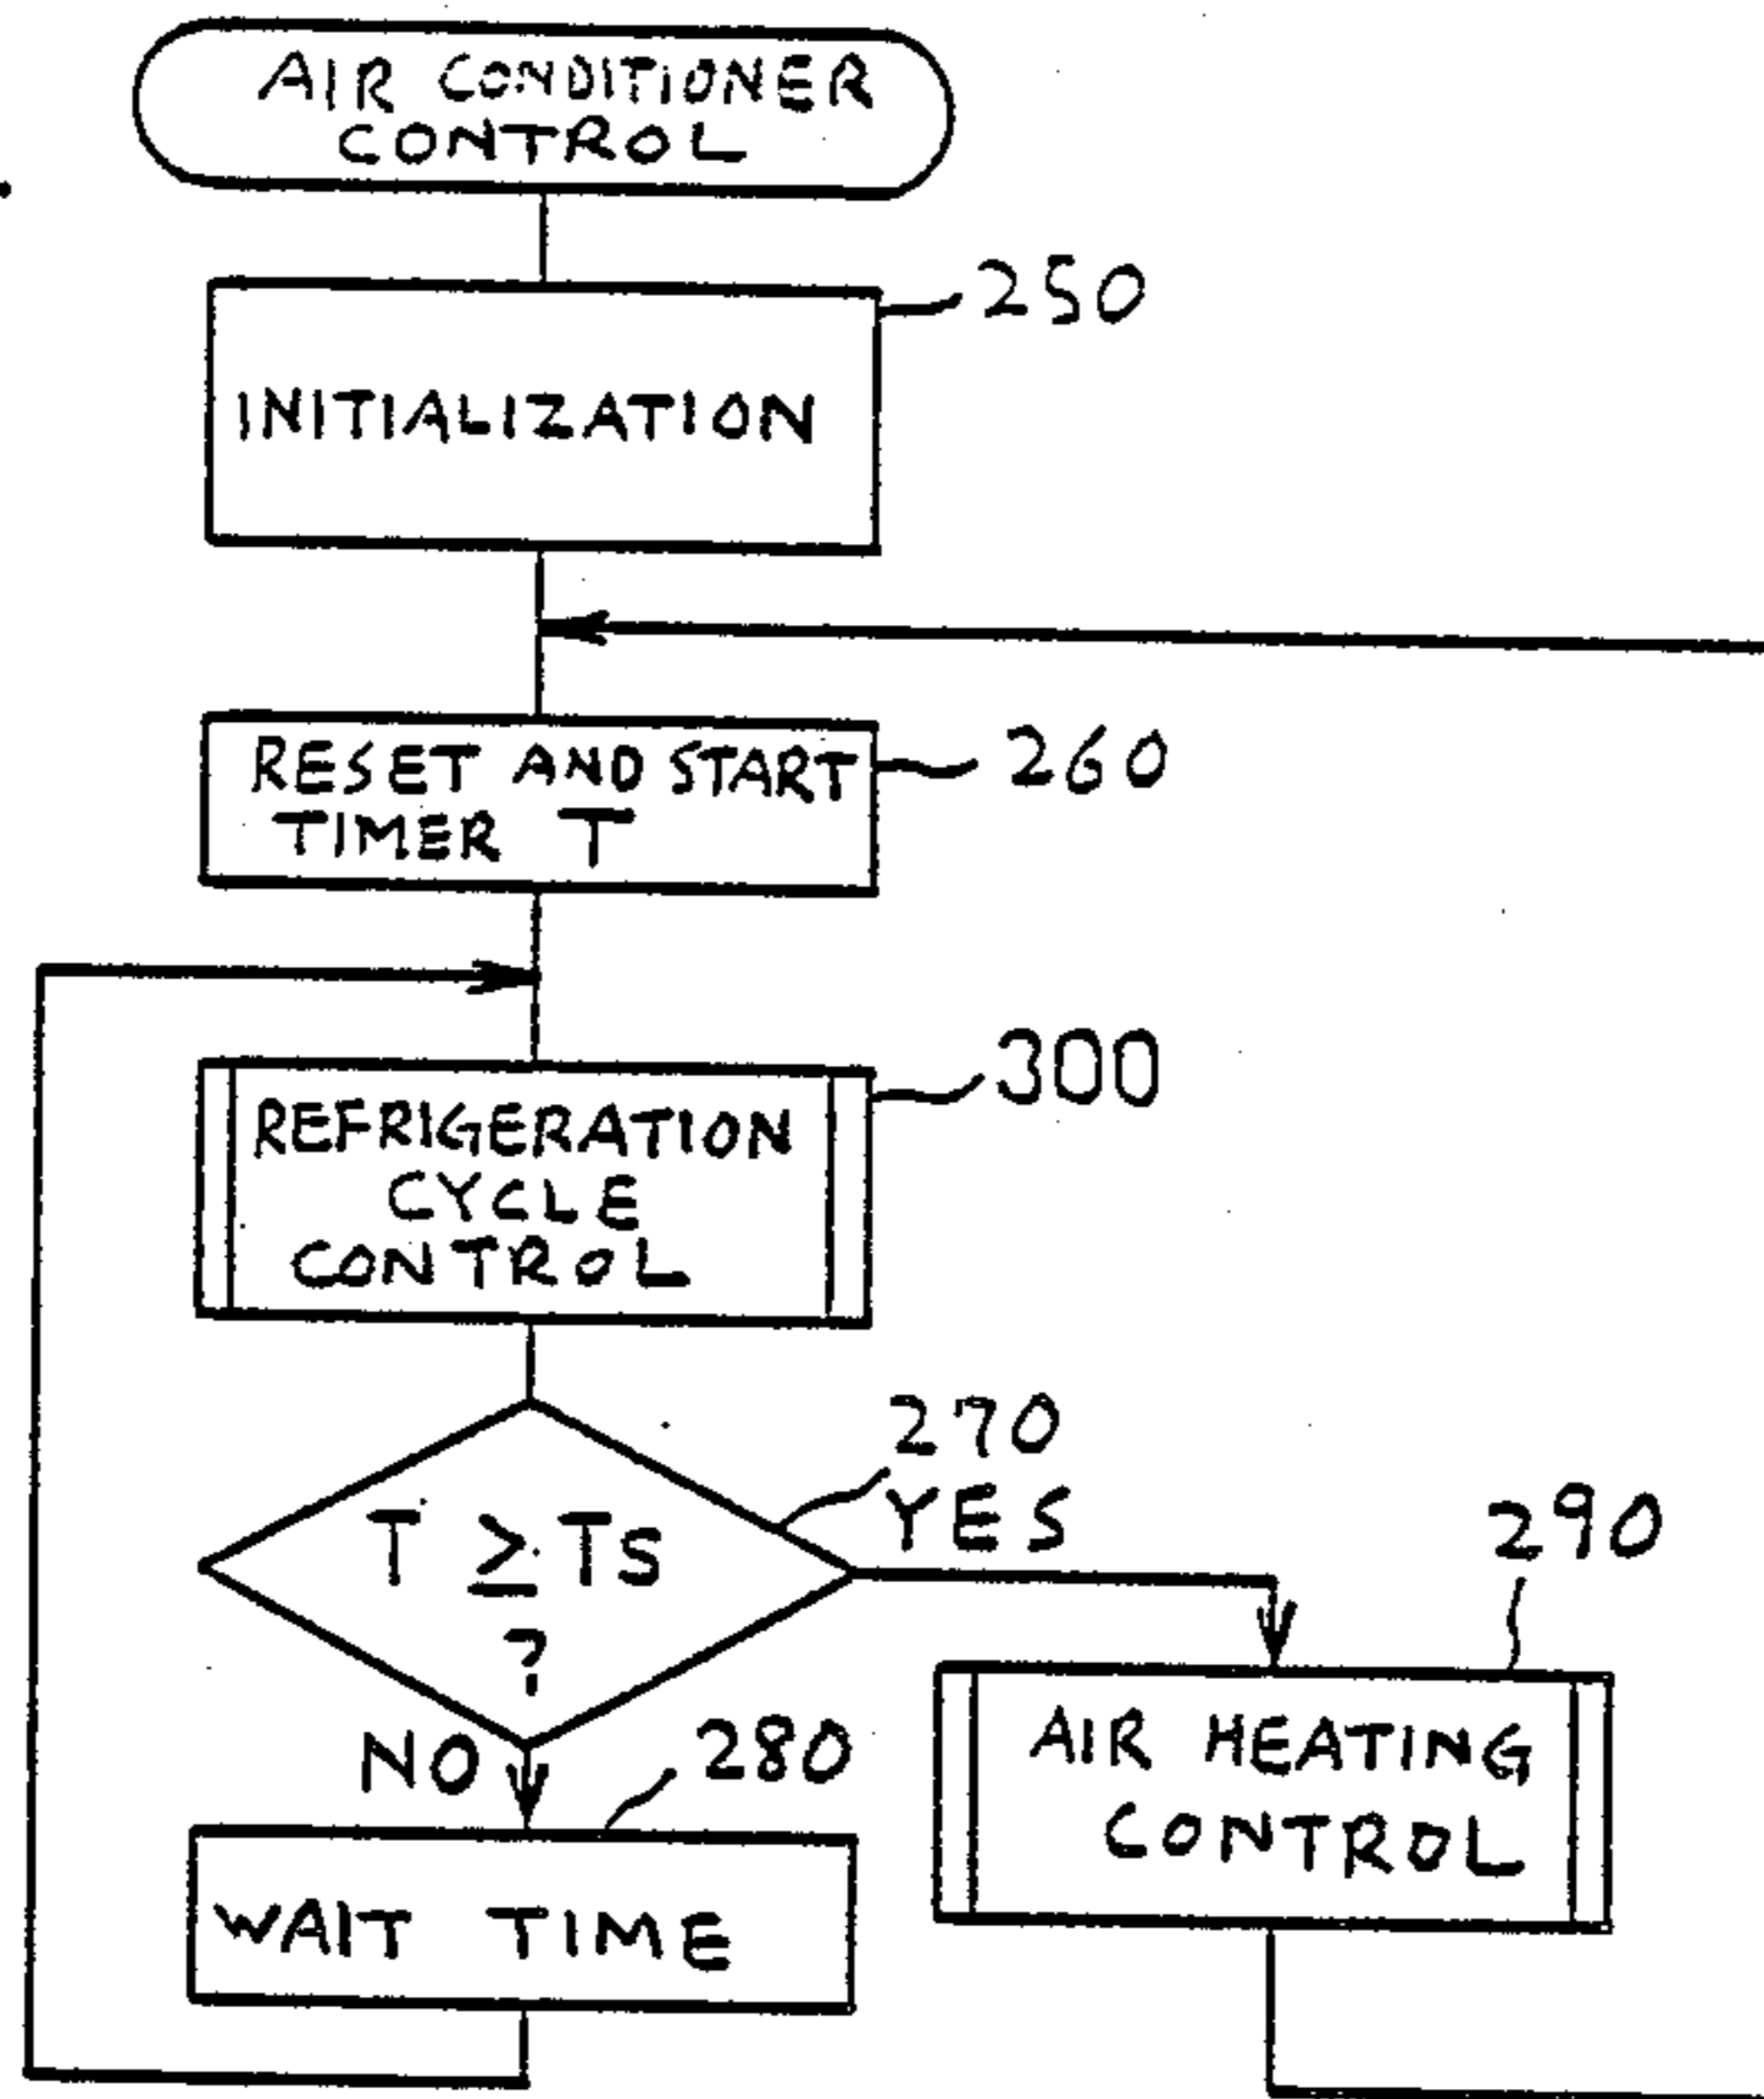 AIR CONDITIONER
CONTROL
250
INITIALIZATION
RESET AND START
TIMER T
260
300
REFRIGERATION
CYCLE
CONTROL
270
YES
T ≥ Ts
?
NO
280
290
AIR HEATING
CONTROL
WAIT TIME